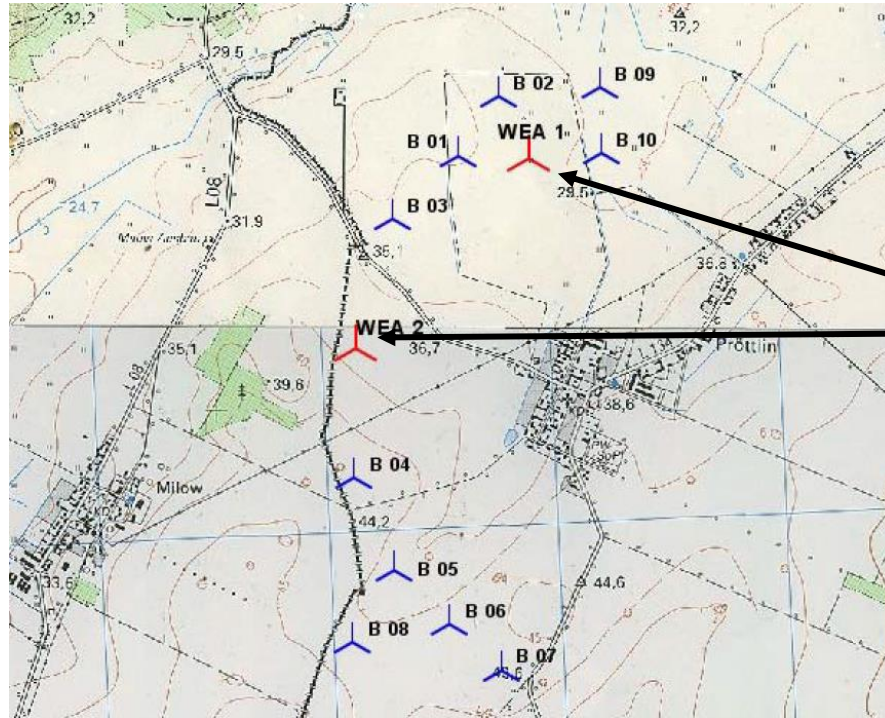 32,2
32,2
29.5
B 02
B 09
WEA 1
B 01
B 10
L08
29.5
24,7
31.9
B 03
35,1
36.8
WEA 2
36,7
Prottlin
35,1
L 08
39.6
38,6
B 04
Milow
44,2
33,6
B 05
44,6
B 06
B 08
B 07